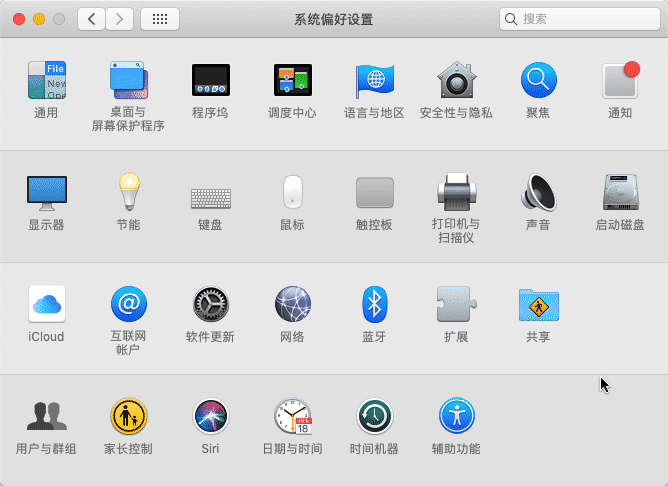 系统偏好设置
搜索
File
New
Ope
通用
桌面与
屏幕保护程序
程序坞
调度中心
语言与地区
安全性与隐私
聚焦
通知
显示器
节能
键盘
鼠标
触控板
打印机与
扫描仪
声音
启动磁盘
iCloud
@
互联网
帐户
软件更新
网络
蓝牙
扩展
共享
用户与群组
家长控制
Siri
JUL
18
日期与时间
时间机器
辅助功能